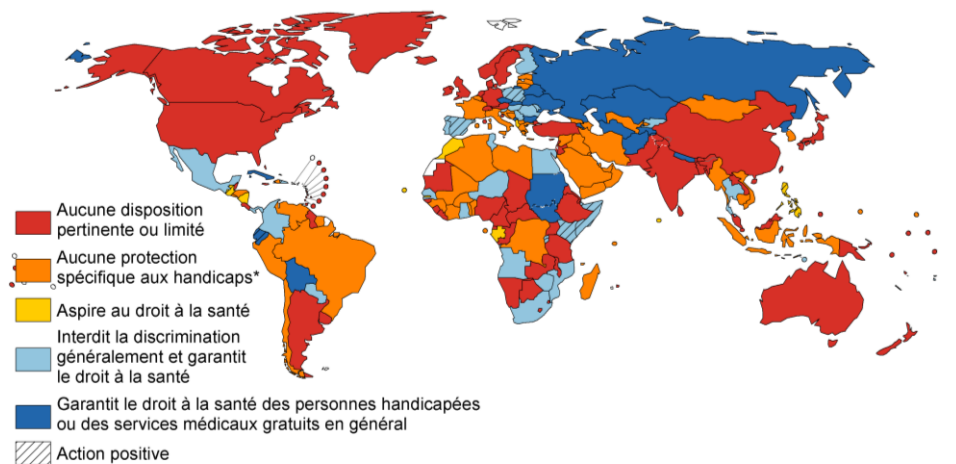 Aucune disposition
pertinente ou limité
Aucune protection
spécifique aux handicaps*
Aspire au droit à la santé
Interdit la discrimination
généralement et garantit
le droit à la santé
Garantit le droit à la santé des personnes handicapées
ou des services médicaux gratuits en général
Action positive